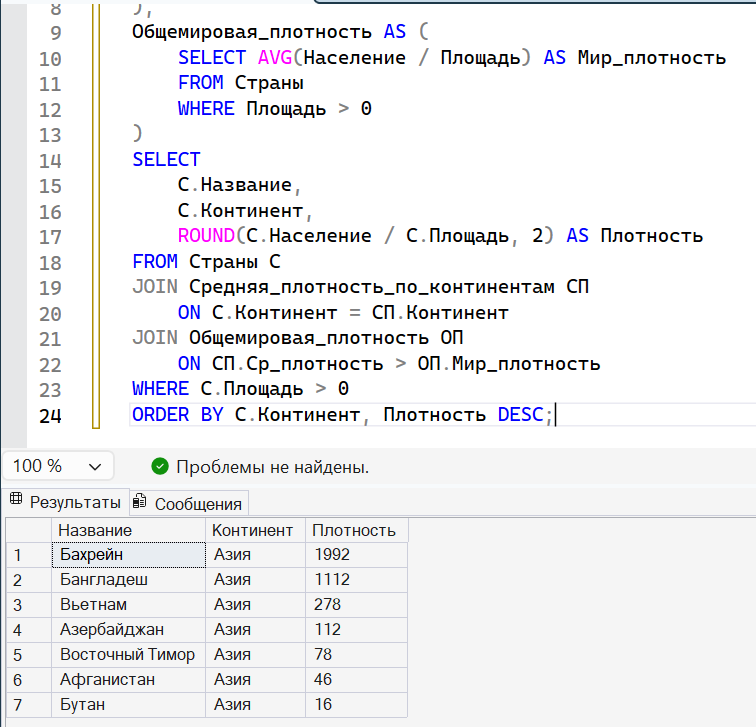 8 ),
9 Общемировая_плотность AS (
10 SELECT AVG(Население / Площадь) AS Мир_плотность
11 FROM Страны
12 WHERE Площадь > 0
13 )
14 SELECT
15 С.Название,
16 С.Континент,
17 ROUND(С.Население / С.Площадь, 2) AS Плотность
18 FROM Страны С
19 JOIN Средняя_плотность_по_континентам СП
20 ON С.Континент = СП.Континент
21 JOIN Общемировая_плотность ОП
22 ON СП.Ср_плотность > ОП.Мир_плотность
23 WHERE С.Площадь > 0
24 ORDER BY С.Континент, Плотность DESC;
100 % Проблемы не найдены.
Результаты Сообщения
Название Континент Плотность
1 Бахрейн Азия 1992
2 Бангладеш Азия 1112
3 Вьетнам Азия 278
4 Азербайджан Азия 112
5 Восточный Тимор Азия 78
6 Афганистан Азия 46
7 Бутан Азия 16